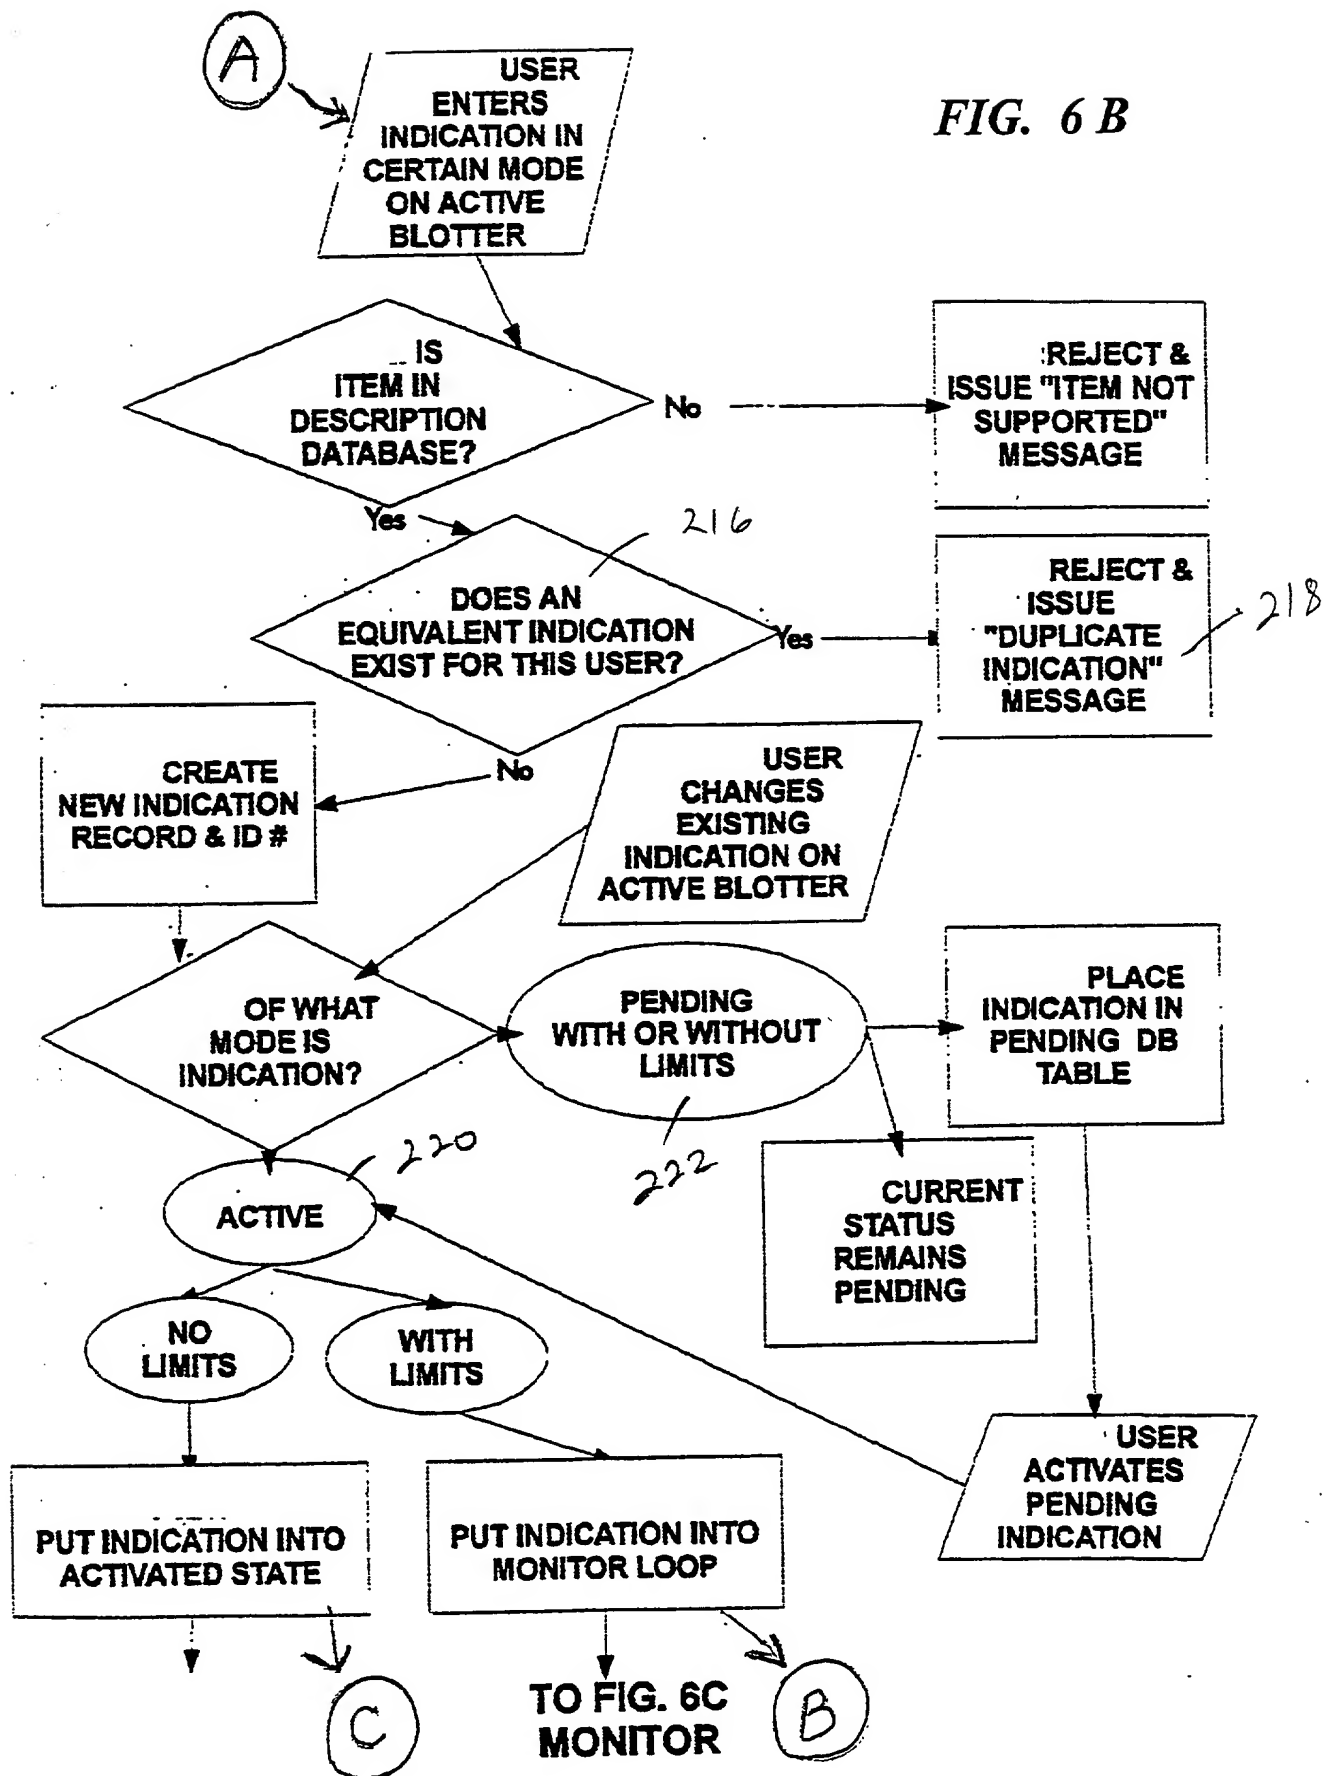 A
FIG. 6 B
USER
ENTERS
INDICATION IN
CERTAIN MODE
ON ACTIVE
BLOTTER
IS
ITEM IN
DESCRIPTION
DATABASE?
No
REJECT &
ISSUE "ITEM NOT
SUPPORTED"
MESSAGE
Yes
216
DOES AN
EQUIVALENT INDICATION
EXIST FOR THIS USER?
Yes
REJECT &
ISSUE
"DUPLICATE
INDICATION"
MESSAGE
218
No
CREATE
NEW INDICATION
RECORD & ID #
USER
CHANGES
EXISTING
INDICATION ON
ACTIVE BLOTTER
OF WHAT
MODE IS
INDICATION?
PENDING
WITH OR WITHOUT
LIMITS
222
PLACE
INDICATION IN
PENDING DB
TABLE
220
ACTIVE
CURRENT
STATUS
REMAINS
PENDING
NO
LIMITS
WITH
LIMITS
USER
ACTIVATES
PENDING
INDICATION
PUT INDICATION INTO
ACTIVATED STATE
PUT INDICATION INTO
MONITOR LOOP
C
TO FIG. 6C
MONITOR
B